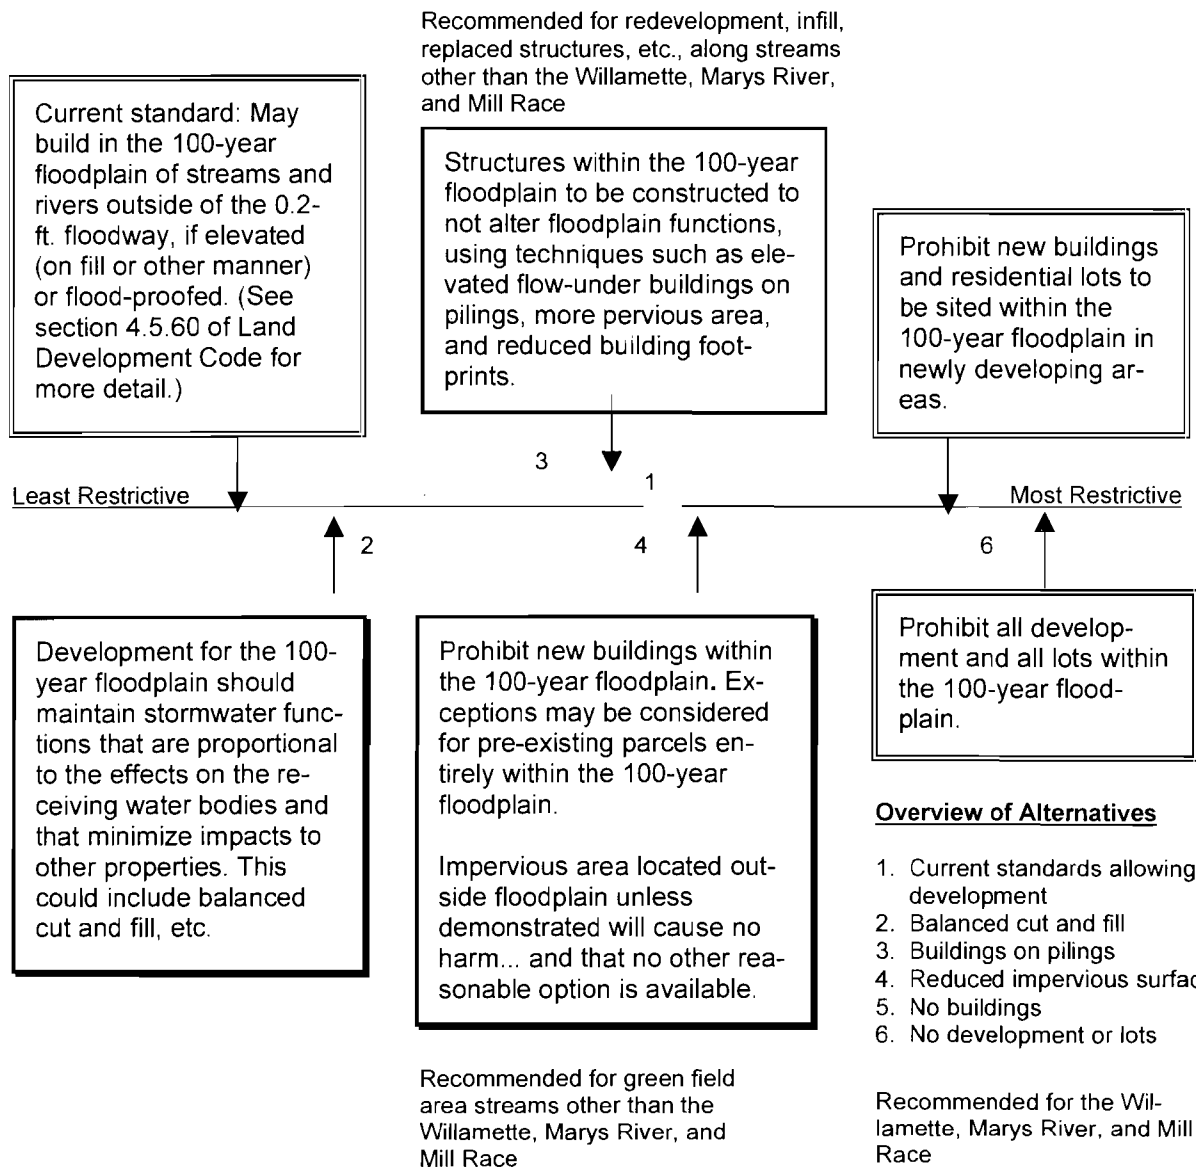 Recommended for redevelopment, infill,
replaced structures, etc., along streams
other than the Willamette, Marys River,
and Mill Race
Current standard: May
build in the 100-year
floodplain of streams and
rivers outside of the 0.2-
ft. floodway, if elevated
(on fill or other manner)
or flood-proofed. (See
section 4.5.60 of Land
Development Code for
more detail.)
Structures within the 100-year
floodplain to be constructed to
not alter floodplain functions,
using techniques such as ele-
vated flow-under buildings on
pilings, more pervious area,
and reduced building foot-
prints.
Prohibit new buildings
and residential lots to
be sited within the
100-year floodplain in
newly developing ar-
eas.
3
1
Least Restrictive
Most Restrictive
2
4
6
Development for the 100-
year floodplain should
maintain stormwater func-
tions that are proportional
to the effects on the re-
ceiving water bodies and
that minimize impacts to
other properties. This
could include balanced
cut and fill, etc.
Prohibit new buildings within
the 100-year floodplain. Ex-
ceptions may be considered
for pre-existing parcels en-
tirely within the 100-year
floodplain.
Impervious area located out-
side floodplain unless
demonstrated will cause no
harm... and that no other rea-
sonable option is available.
Recommended for green field
area streams other than the
Willamette, Marys River, and
Mill Race
Prohibit all develop-
ment and all lots within
the 100-year flood-
plain.
Overview of Alternatives
1. Current standards allowing
development
2. Balanced cut and fill
3. Buildings on pilings
4. Reduced impervious surfac
5. No buildings
6. No development or lots
Recommended for the Wil-
lamette, Marys River, and Mill
Race